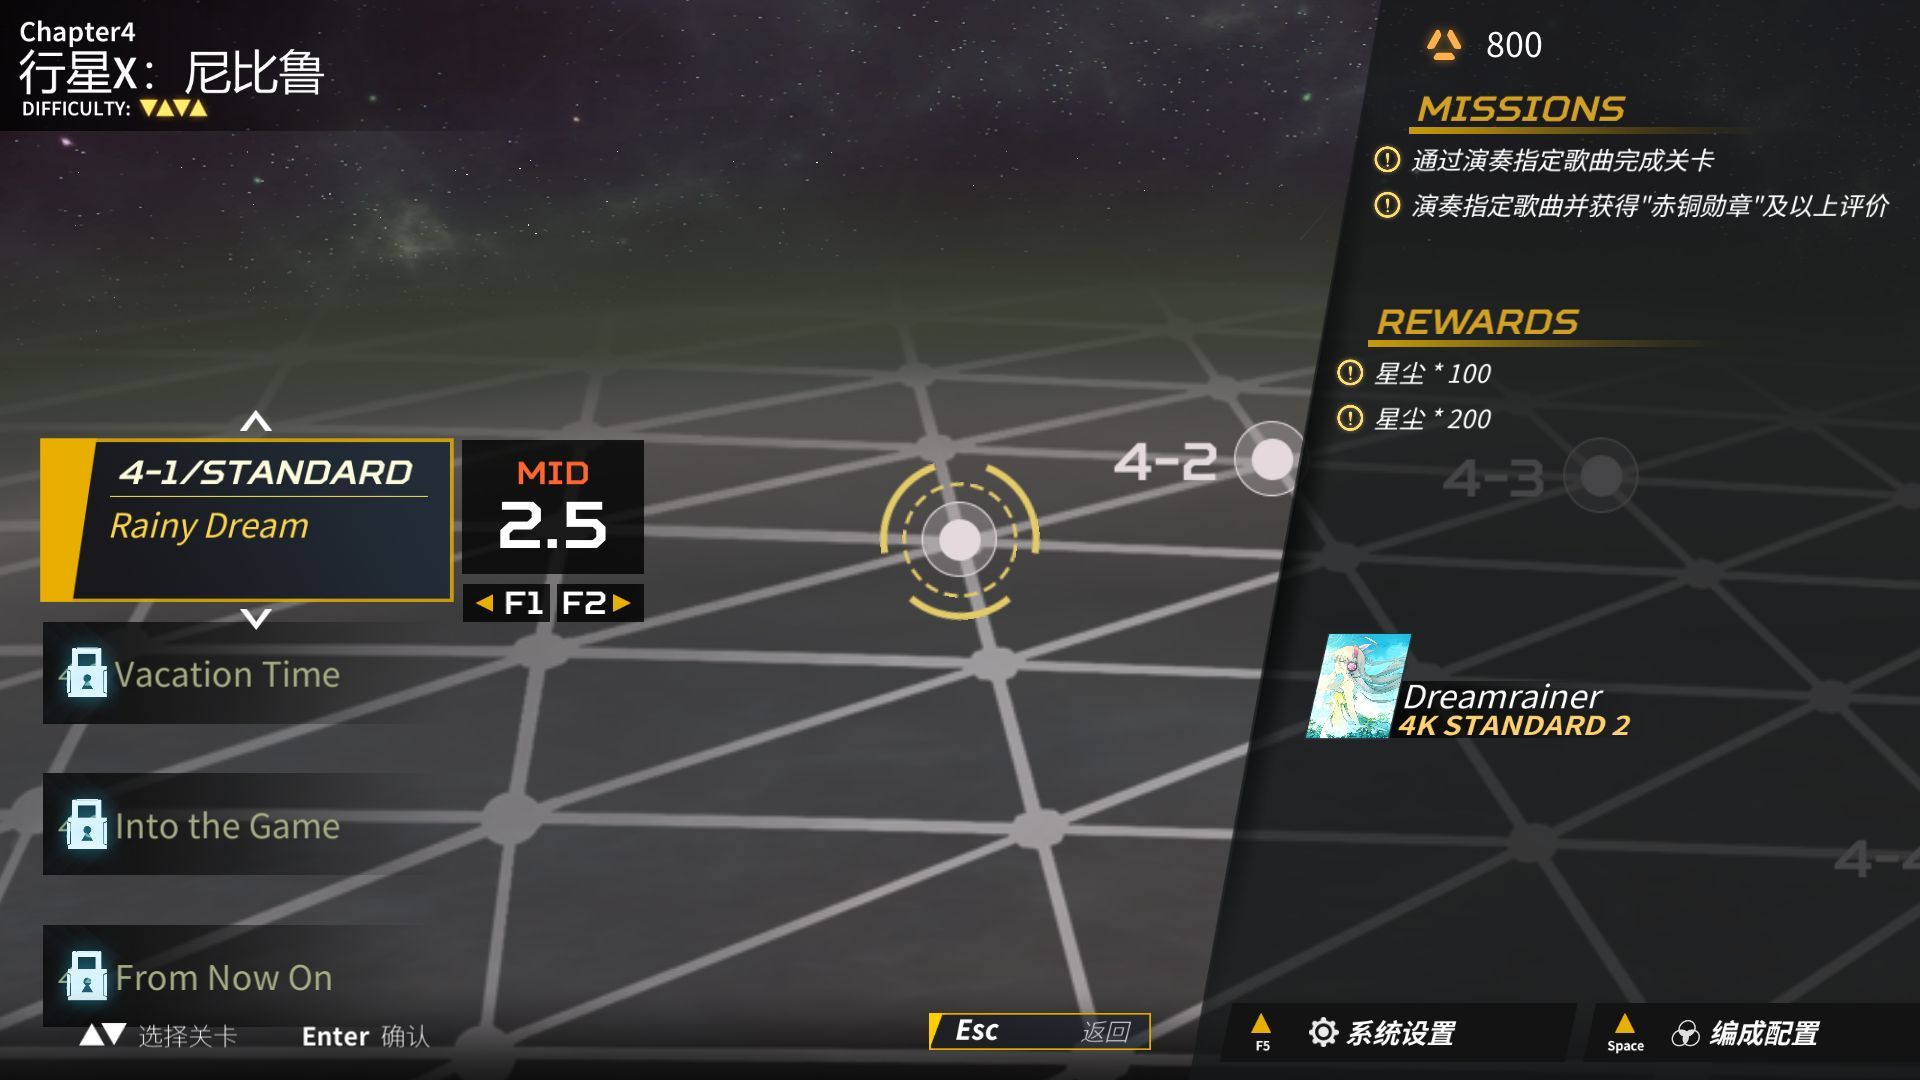 Chapter4
行星X：尼比鲁
DIFFICULTY:
800
MISSIONS
通过演奏指定歌曲完成关卡
演奏指定歌曲并获得"赤铜勋章"及以上评价
REWARDS
星尘 * 100
星尘 * 200
4-1/STANDARD
Rainy Dream
MID
2.5
F1 F2
4-2
4-3
Vacation Time
Dreamrainer
4K STANDARD 2
Into the Game
From Now On
选择关卡 Enter 确认
Esc 返回
F5 系统设置
Space 编成配置